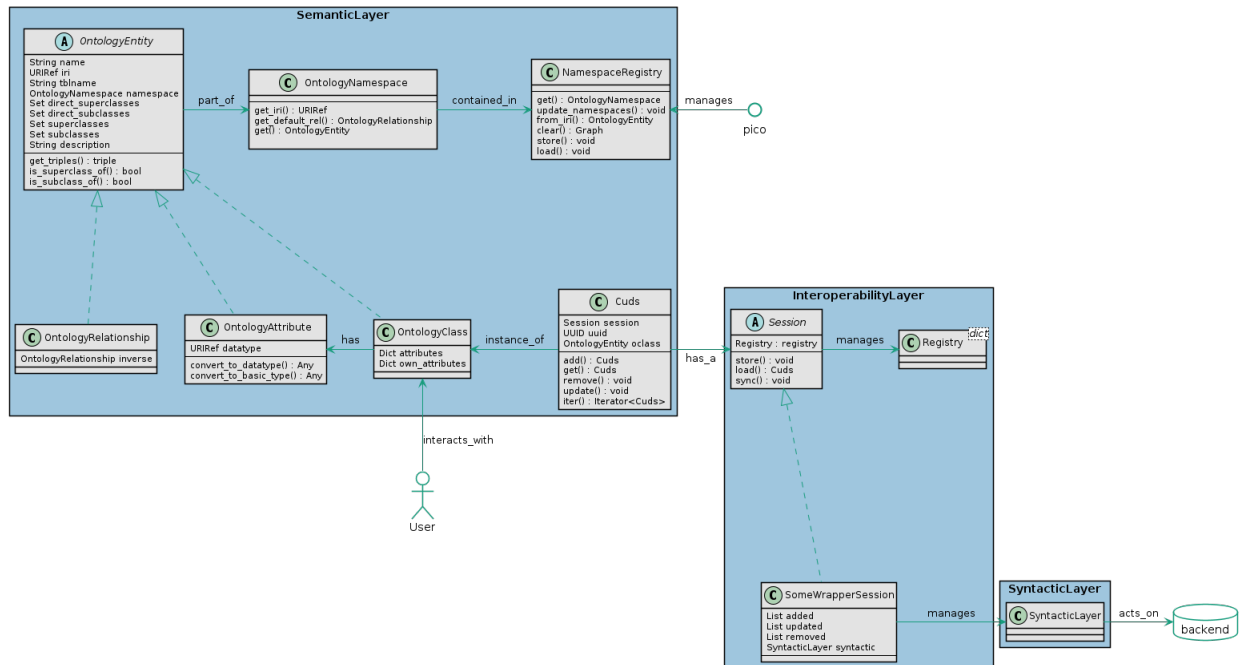 SemanticLayer
A OntologyEntity
String name
URIRef iri
String tblname
OntologyNamespace namespace
Set direct_superclasses
Set direct_subclasses
Set superclasses
Set subclasses
String description
get_triples() : triple
is_superclass_of() : bool
is_subclass_of() : bool
part_of
C OntologyNamespace
get_iri() : URIRef
get_default_rel() : OntologyRelationship
get() : OntologyEntity
contained_in
C NamespaceRegistry
get() : OntologyNamespace
update_namespaces() : void
from_iri() : OntologyEntity
clear() : Graph
store() : void
load() : void
manages
pico
C OntologyRelationship
OntologyRelationship inverse
C OntologyAttribute
URIRef datatype
convert_to_datatype() : Any
convert_to_basic_type() : Any
has
C OntologyClass
Dict attributes
Dict own_attributes
instance_of
C Cuds
Session session
UUID uuid
OntologyEntity oclass
add() : Cuds
get() : Cuds
remove() : void
update() : void
iter() : Iterator<Cuds>
has_a
InteroperabilityLayer
A Session
Registry : registry
store() : void
load() : Cuds
sync() : void
manages
C Registry
dict
interacts_with
User
C SomeWrapperSession
List added
List updated
List removed
SyntacticLayer syntactic
manages
SyntacticLayer
C SyntacticLayer
acts_on
backend